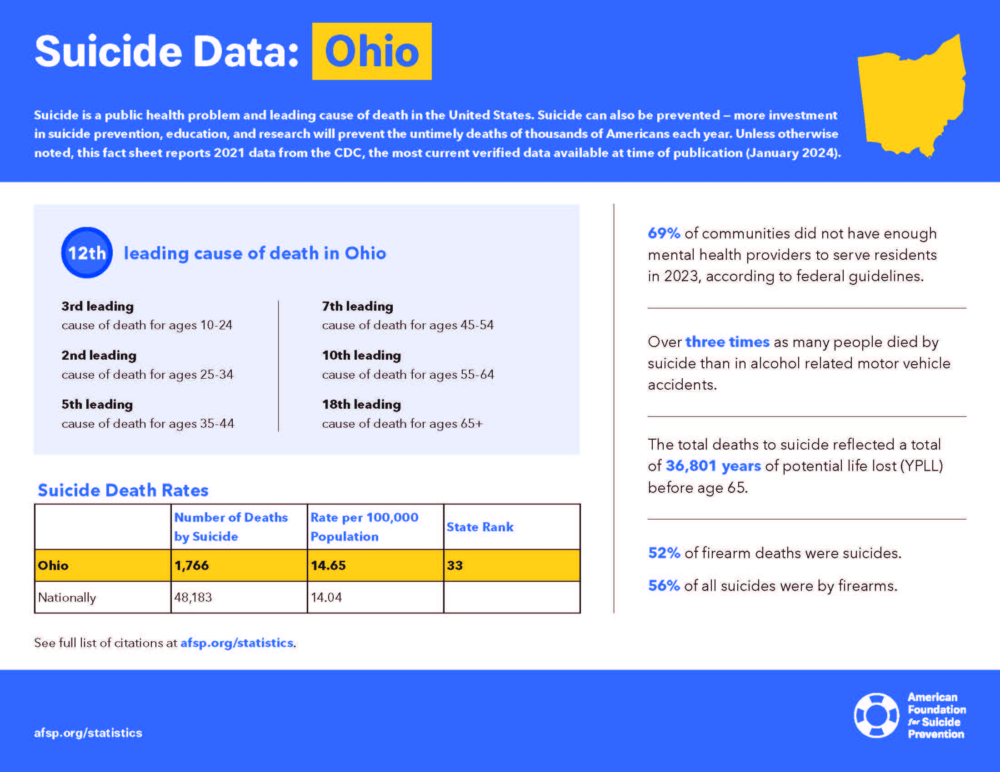 Suicide Data: Ohio
Suicide is a public health problem and leading cause of death in the United States. Suicide can also be prevented – more investment
in suicide prevention, education, and research will prevent the untimely deaths of thousands of Americans each year. Unless otherwise
noted, this fact sheet reports 2021 data from the CDC, the most current verified data available at time of publication (January 2024).
12th leading cause of death in Ohio
3rd leading
cause of death for ages 10-24
2nd leading
cause of death for ages 25-34
5th leading
cause of death for ages 35-44
7th leading
cause of death for ages 45-54
10th leading
cause of death for ages 55-64
18th leading
cause of death for ages 65+
Suicide Death Rates
Number of Deaths
by Suicide
Rate per 100,000
Population
State Rank
Ohio 1,766 14.65 33
Nationally 48,183 14.04
See full list of citations at afsp.org/statistics.
69% of communities did not have enough
mental health providers to serve residents
in 2023, according to federal guidelines.
Over three times as many people died by
suicide than in alcohol related motor vehicle
accidents.
The total deaths to suicide reflected a total
of 36,801 years of potential life lost (YPLL)
before age 65.
52% of firearm deaths were suicides.
56% of all suicides were by firearms.
afsp.org/statistics
American
Foundation
for Suicide
Prevention